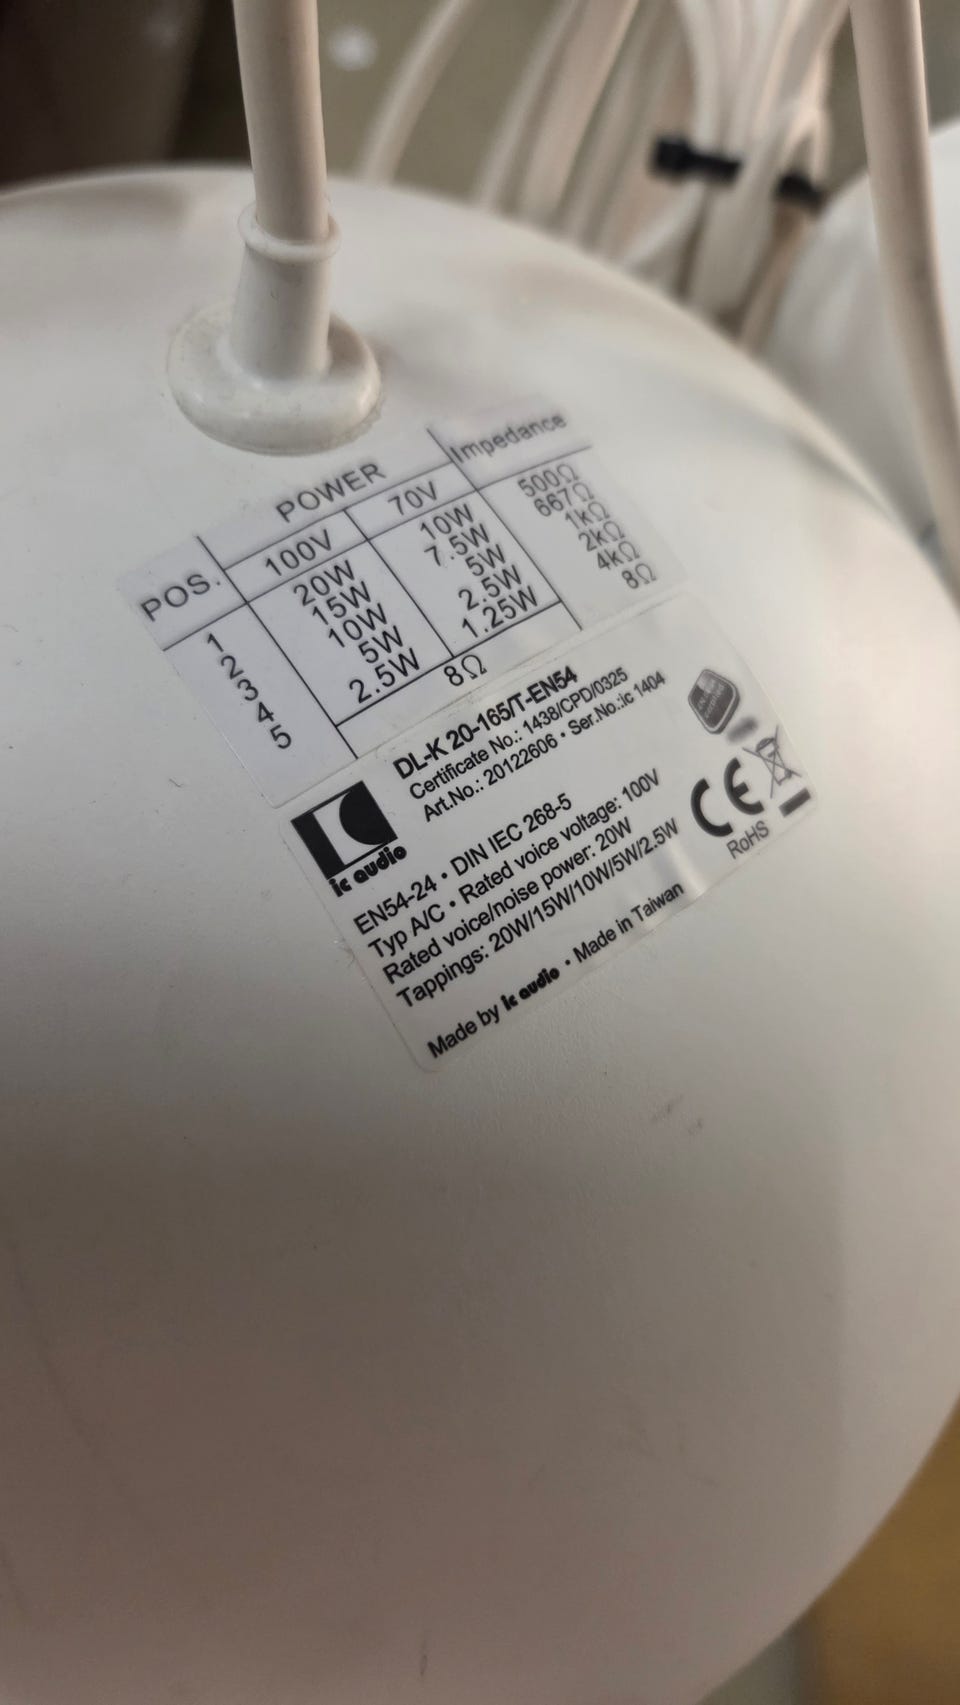 POS. POWER Impedance
100V 70V
1 20W 10W 500Ω
2 15W 7.5W 667Ω
3 10W 5W 1kΩ
4 5W 2.5W 2kΩ
5 2.5W 1.25W 4kΩ
8Ω 8Ω
DL-K 20-165/T-EN54
Certificate No.: 1438/CPD/0325
Art.No.: 20122606 • Ser.No.:ic 1404
ic audio
EN54-24 • DIN IEC 268-5
Typ A/C • Rated voice voltage: 100V
Rated voice/noise power: 20W
Tappings: 20W/15W/10W/5W/2.5W
CE
RoHS
Made by ic audio • Made in Taiwan